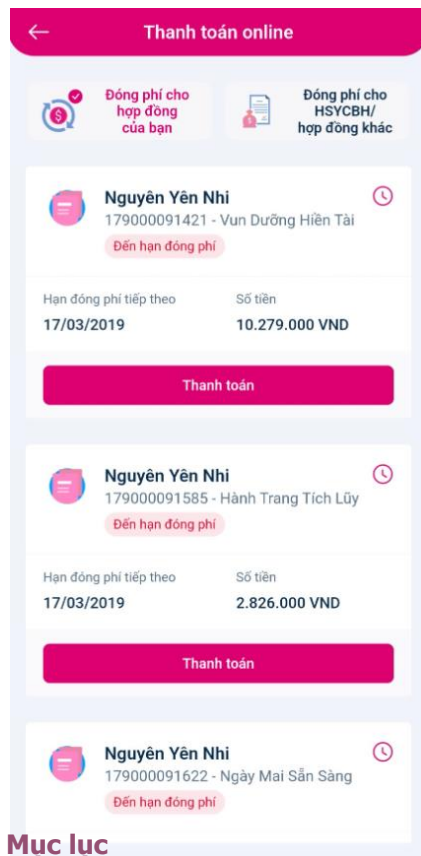 Thanh toán online
Đóng phí cho
hợp đồng
của bạn
Đóng phí cho
HSYCBH/
hợp đồng khác
Nguyên Yên Nhi
179000091421 - Vun Dưỡng Hiền Tài
Đến hạn đóng phí
Hạn đóng phí tiếp theo
Số tiền
17/03/2019
10.279.000 VND
Thanh toán
Nguyên Yên Nhi
179000091585 - Hành Trang Tích Lũy
Đến hạn đóng phí
Hạn đóng phí tiếp theo
Số tiền
17/03/2019
2.826.000 VND
Thanh toán
Nguyên Yên Nhi
179000091622 - Ngày Mai Sẵn Sàng
Đến hạn đóng phí
Mục lục